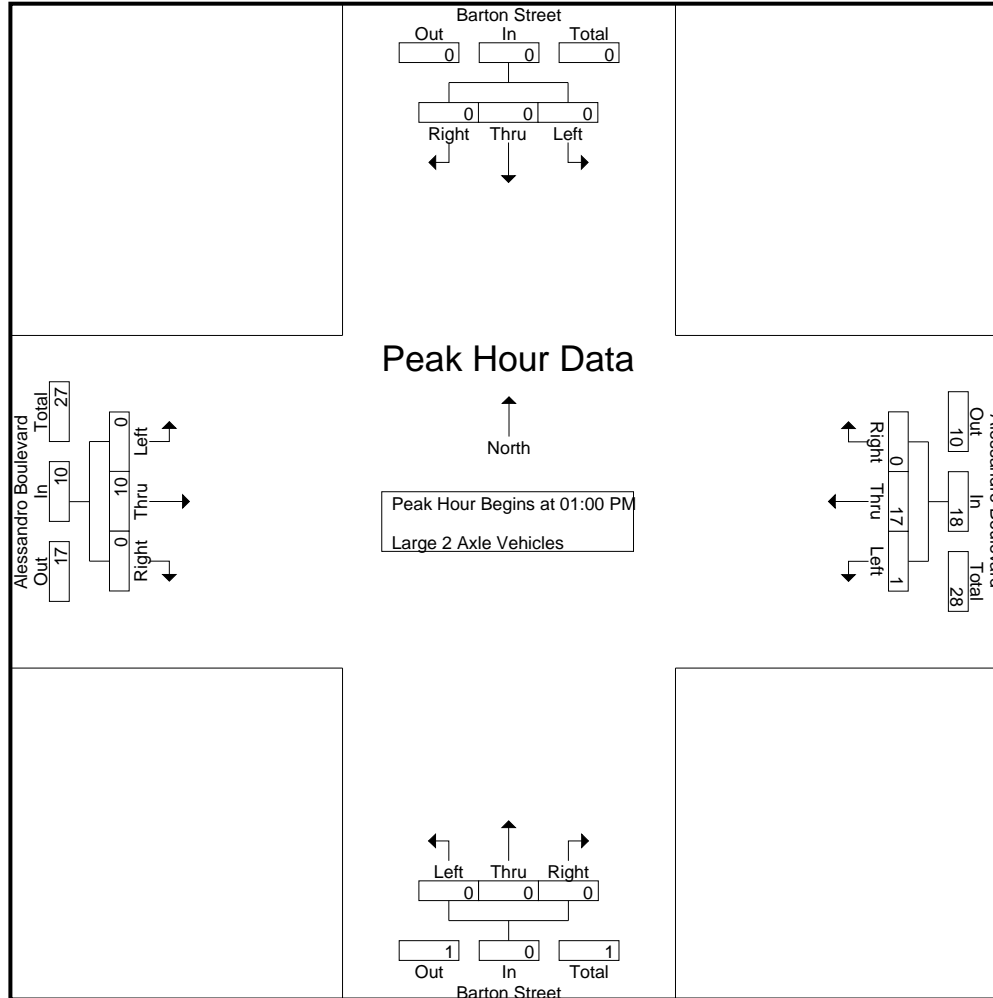 Barton Street
Out In Total
0 0 0
0 0 0
Right Thru Left
Peak Hour Data
North
Peak Hour Begins at 01:00 PM
Large 2 Axle Vehicles
Alessandro Boulevard
Total In Out
27 10 17
0 10 0
Left Thru Right
Out In Total
10 18 28
0 17 1
Right Thru Left
Left Thru Right
0 0 0
1 0 1
Out In Total
Barton Street